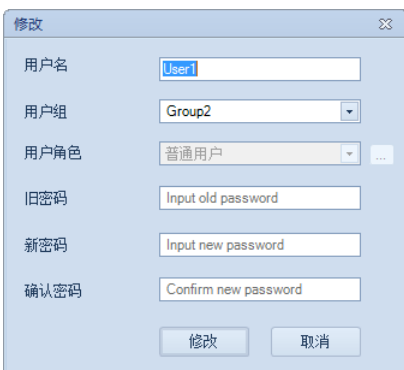 修改
用户名 User1
用户组 Group2
用户角色 普通用户 ...
旧密码 Input old password
新密码 Input new password
确认密码 Confirm new password
修改 取消